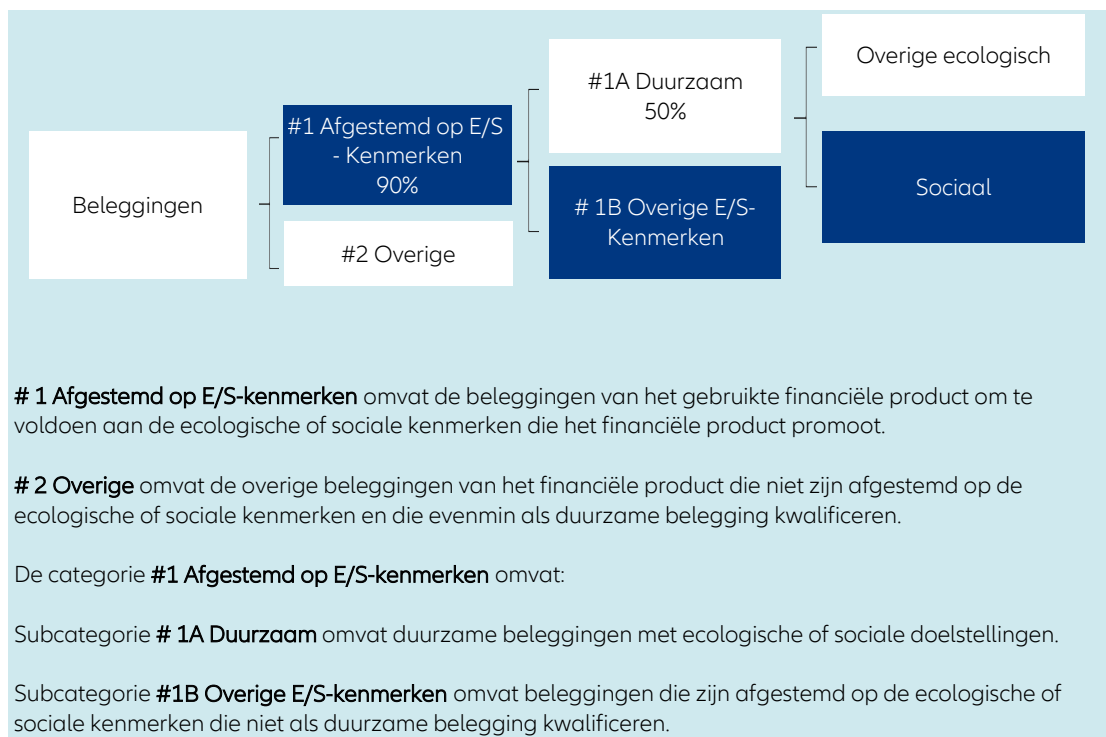 Beleggingen
#1 Afgestemd op E/S
- Kenmerken
90%
#2 Overige
#1A Duurzaam
50%
# 1B Overige E/S-
Kenmerken
Overige ecologisch
Sociaal
# 1 Afgestemd op E/S-kenmerken omvat de beleggingen van het gebruikte financiële product om te
voldoen aan de ecologische of sociale kenmerken die het financiële product promoot.
# 2 Overige omvat de overige beleggingen van het financiële product die niet zijn afgestemd op de
ecologische of sociale kenmerken en die evenmin als duurzame belegging kwalificeren.
De categorie #1 Afgestemd op E/S-kenmerken omvat:
Subcategorie # 1A Duurzaam omvat duurzame beleggingen met ecologische of sociale doelstellingen.
Subcategorie #1B Overige E/S-kenmerken omvat beleggingen die zijn afgestemd op de ecologische of
sociale kenmerken die niet als duurzame belegging kwalificeren.